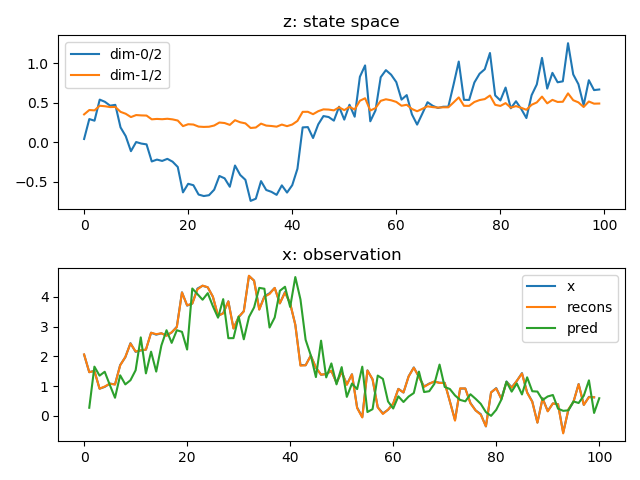 z: state space
dim-0/2
dim-1/2
1.0
0.5
0.0
−0.5
0 20 40 60 80 100
x: observation
x
recons
pred
4
3
2
1
0
0 20 40 60 80 100